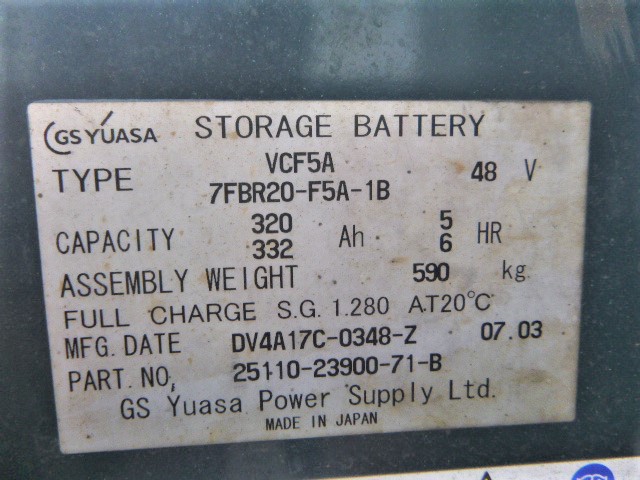 GS YUASA STORAGE BATTERY
TYPE VCF5A 48 V
7FBR20-F5A-1B
CAPACITY 320 Ah 5 HR
332 6
ASSEMBLY WEIGHT 590 kg
FULL CHARGE S.G. 1.280 AT20°C
MFG. DATE DV4A17C-0348-Z 07.03
PART. NO, 25110-23900-71-B
GS Yuasa Power Supply Ltd.
MADE IN JAPAN